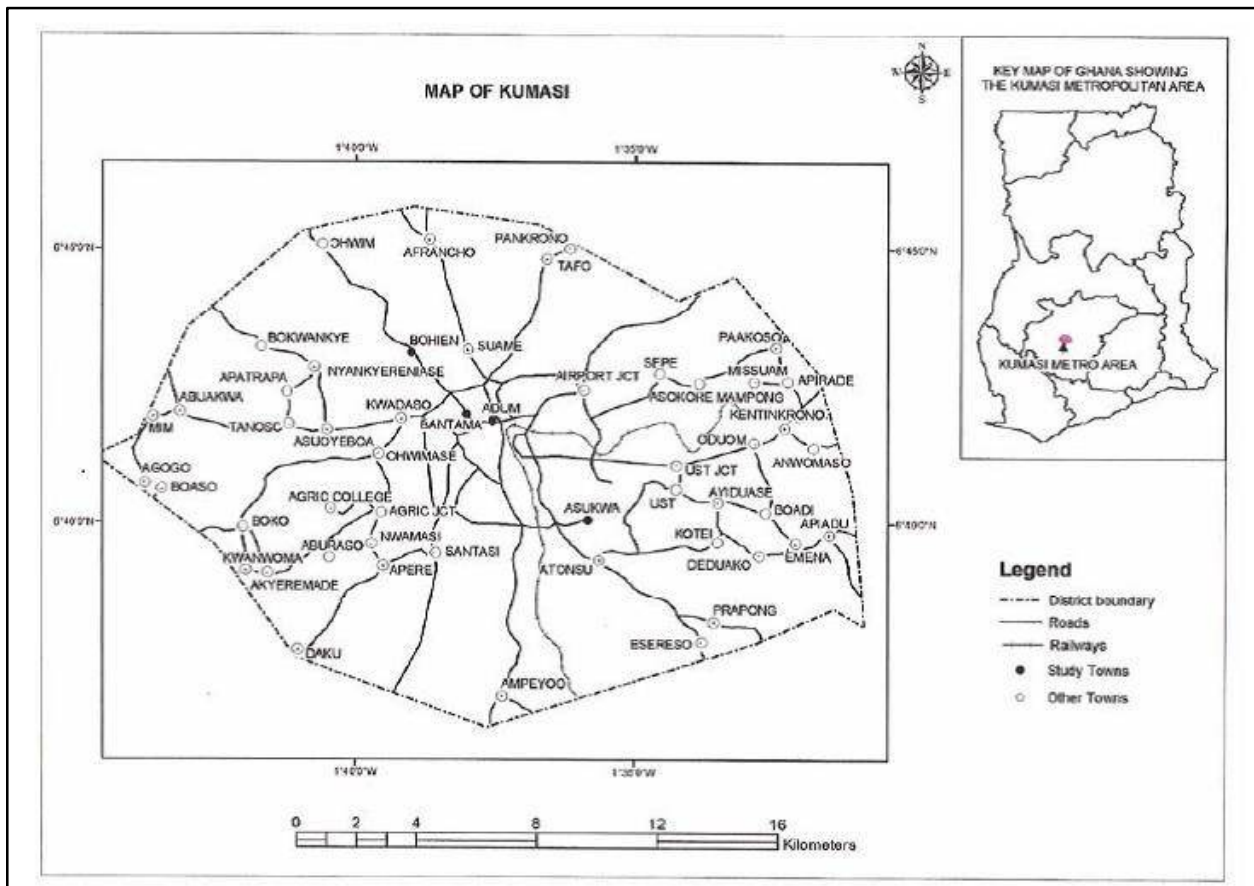 MAP OF KUMASI
N
W
E
S
KEY MAP OF GHANA SHOWING
THE KUMASI METROPOLITAN AREA
KUMASI METRO AREA
1°40'0"W
1°35'0"W
6°45'0"N
6°45'0"N
OHWIM
AFRANCHO
PANKRONO
TAFO
BOKWANKYE
BOHIEN
SUAME
PAAKOSO
NYANKYERENIASE
SEPE
MISSUAM
APATRAPA
AIRPORT JCT
APIRADE
ABUAKWA
ASOKORE MAMPONG
KWADASO
ADUM
KENTINKRONO
MIM
TANOSO
BANTAMA
ASUOYEBOA
ODUOM
OHWIMASE
ANWOMASO
AGOGO
UST JCT
BOASO
AGRIC COLLEGE
UST
AYIDUASE
ASUKWA
BOADI
AGRIC JCT
APIADU
6°40'0"N
BOKO
KOTEI
NWAMASI
ABURASO
SANTASI
KWANWOMA
APERE
ATONSU
DEDUAKO
EMENA
AKYEREMADE
PRAPONG
ESERESO
DAKU
AMPEYOO
1°40'0"W
1°35'0"W
Legend
District boundary
Roads
Railways
Study Towns
Other Towns
0 2 4 8 12 16
Kilometers